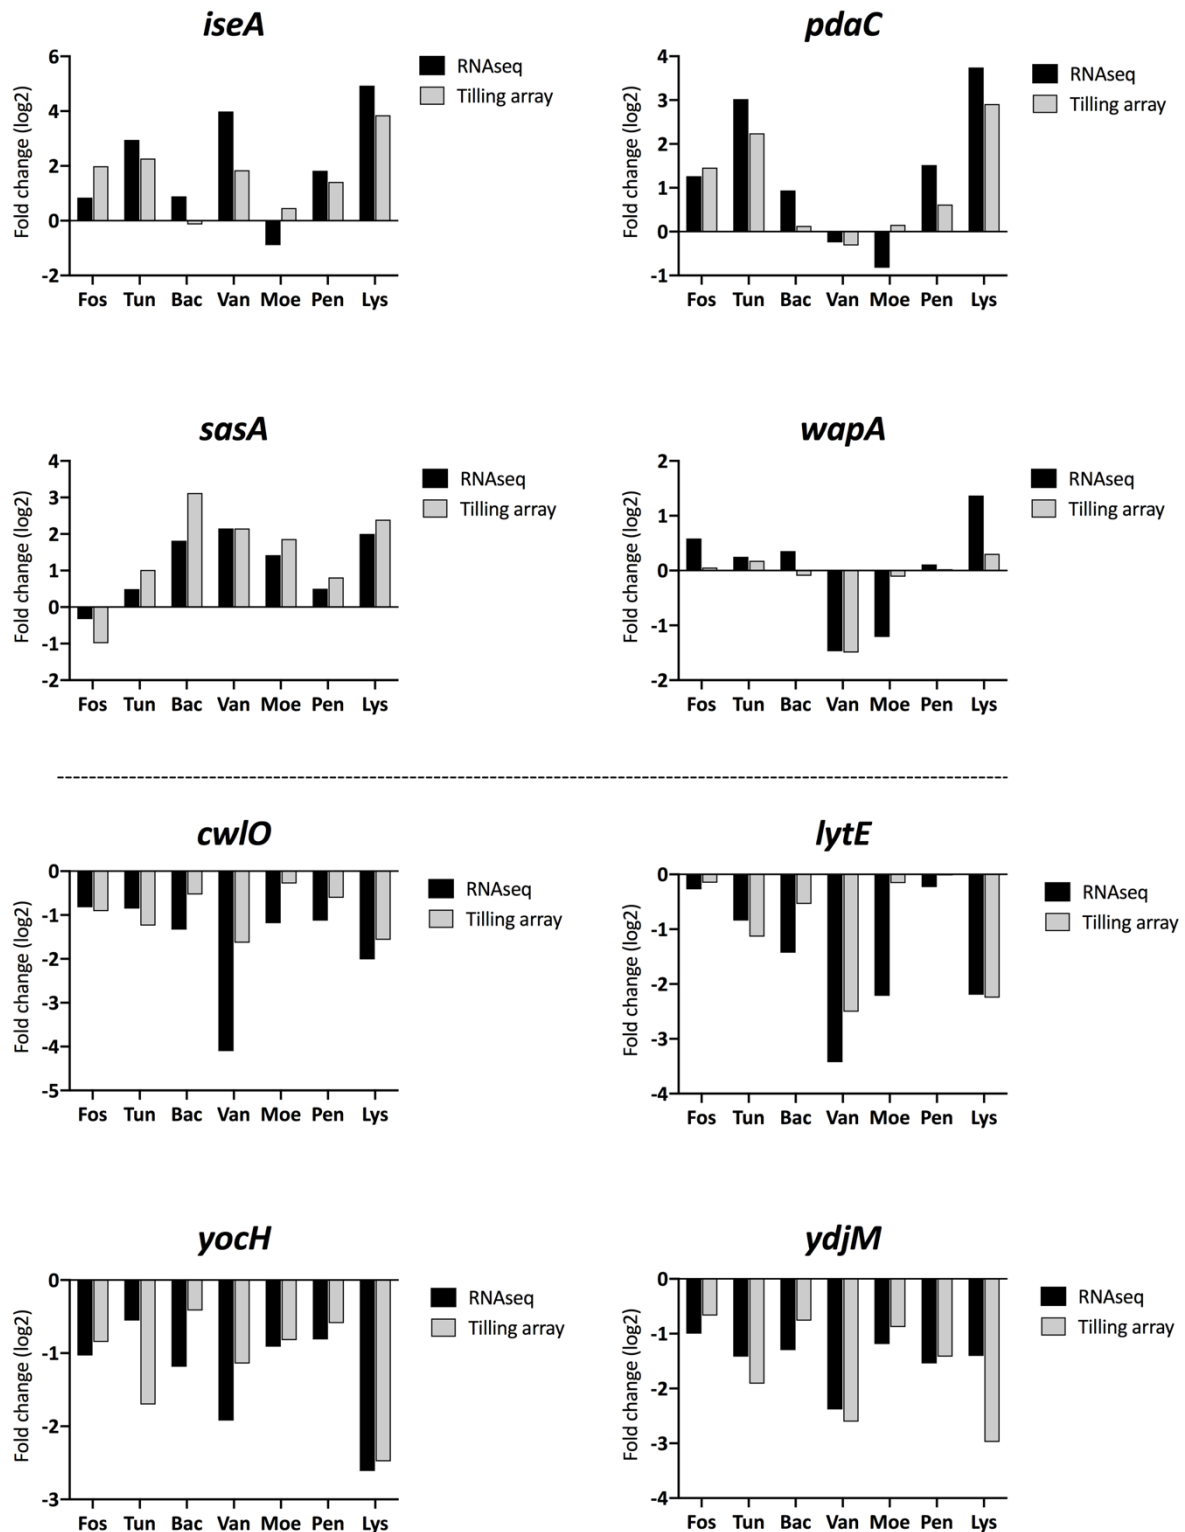 iseA
RNAseq
Tilling array
Fold change (log2)
6
4
2
0
-2
Fos Tun Bac Van Moe Pen Lys
pdaC
RNAseq
Tilling array
Fold change (log2)
4
3
2
1
0
-1
Fos Tun Bac Van Moe Pen Lys
sasA
RNAseq
Tilling array
Fold change (log2)
4
3
2
1
0
-1
-2
Fos Tun Bac Van Moe Pen Lys
wapA
RNAseq
Tilling array
Fold change (log2)
2
1
0
-1
-2
Fos Tun Bac Van Moe Pen Lys
cwlO
RNAseq
Tilling array
Fold change (log2)
0
-1
-2
-3
-4
-5
Fos Tun Bac Van Moe Pen Lys
lytE
RNAseq
Tilling array
Fold change (log2)
0
-1
-2
-3
-4
Fos Tun Bac Van Moe Pen Lys
yocH
RNAseq
Tilling array
Fold change (log2)
0
-1
-2
-3
Fos Tun Bac Van Moe Pen Lys
ydjM
RNAseq
Tilling array
Fold change (log2)
0
-1
-2
-3
-4
Fos Tun Bac Van Moe Pen Lys